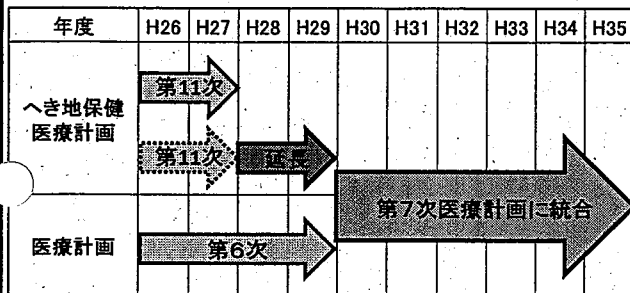 年度 H26 H27 H28 H29 H30 H31 H32 H33 H34 H35
へき地保健
医療計画
第11次
第11次 延長
第7次医療計画に統合
医療計画
第6次